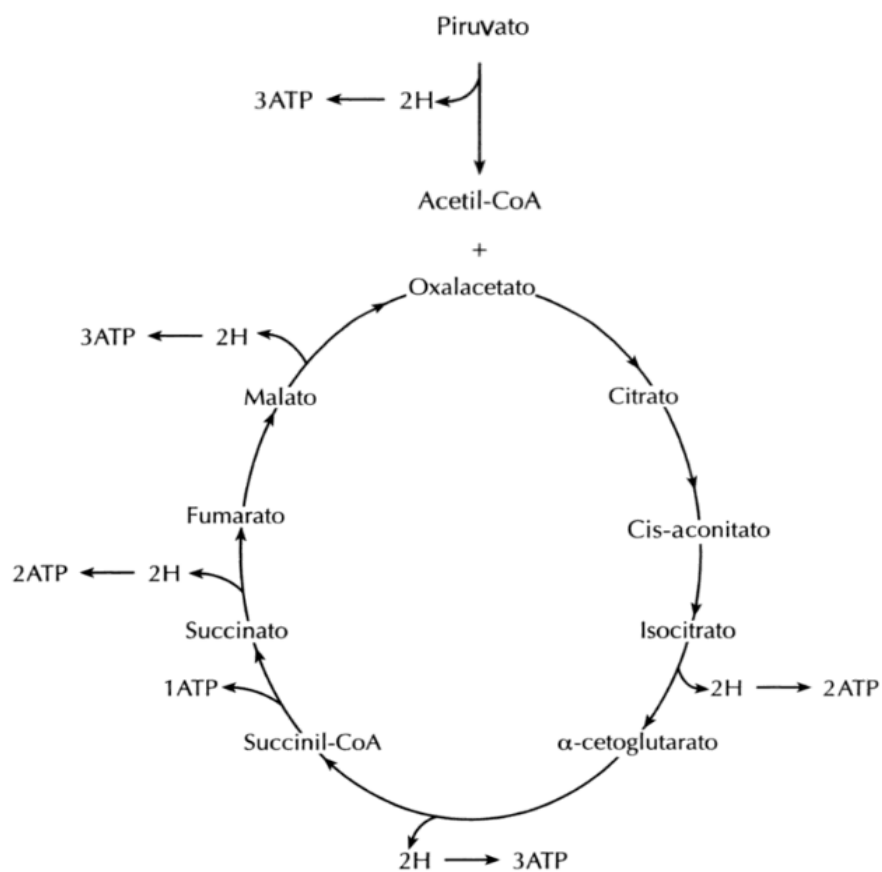 Piruvato
3ATP 2H
Acetil-CoA
+
Oxalacetato
3ATP 2H
Malato
Citrato
Fumarato
Cis-aconitato
2ATP 2H
Succinato
Isocitrato
1ATP
2H 2ATP
Succinil-CoA
α-cetoglutarato
2H 3ATP